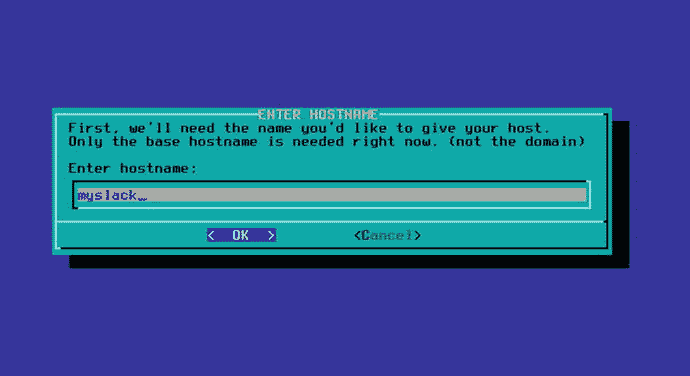 ENTER HOSTNAME
First, we'll need the name you'd like to give your host.
Only the base hostname is needed right now. (not the domain)
Enter hostname:
myslack_
< OK > <Cancel>